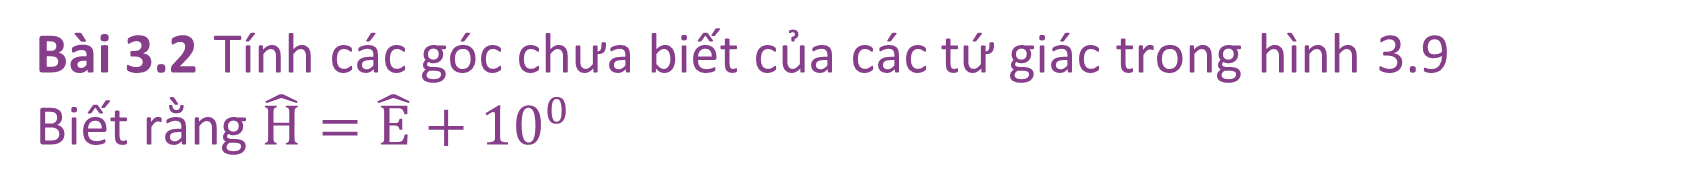 Bài 3.2 Tính các góc chưa biết của các tứ giác trong hình 3.9
Biết rằng Ĥ = Ê + 10⁰